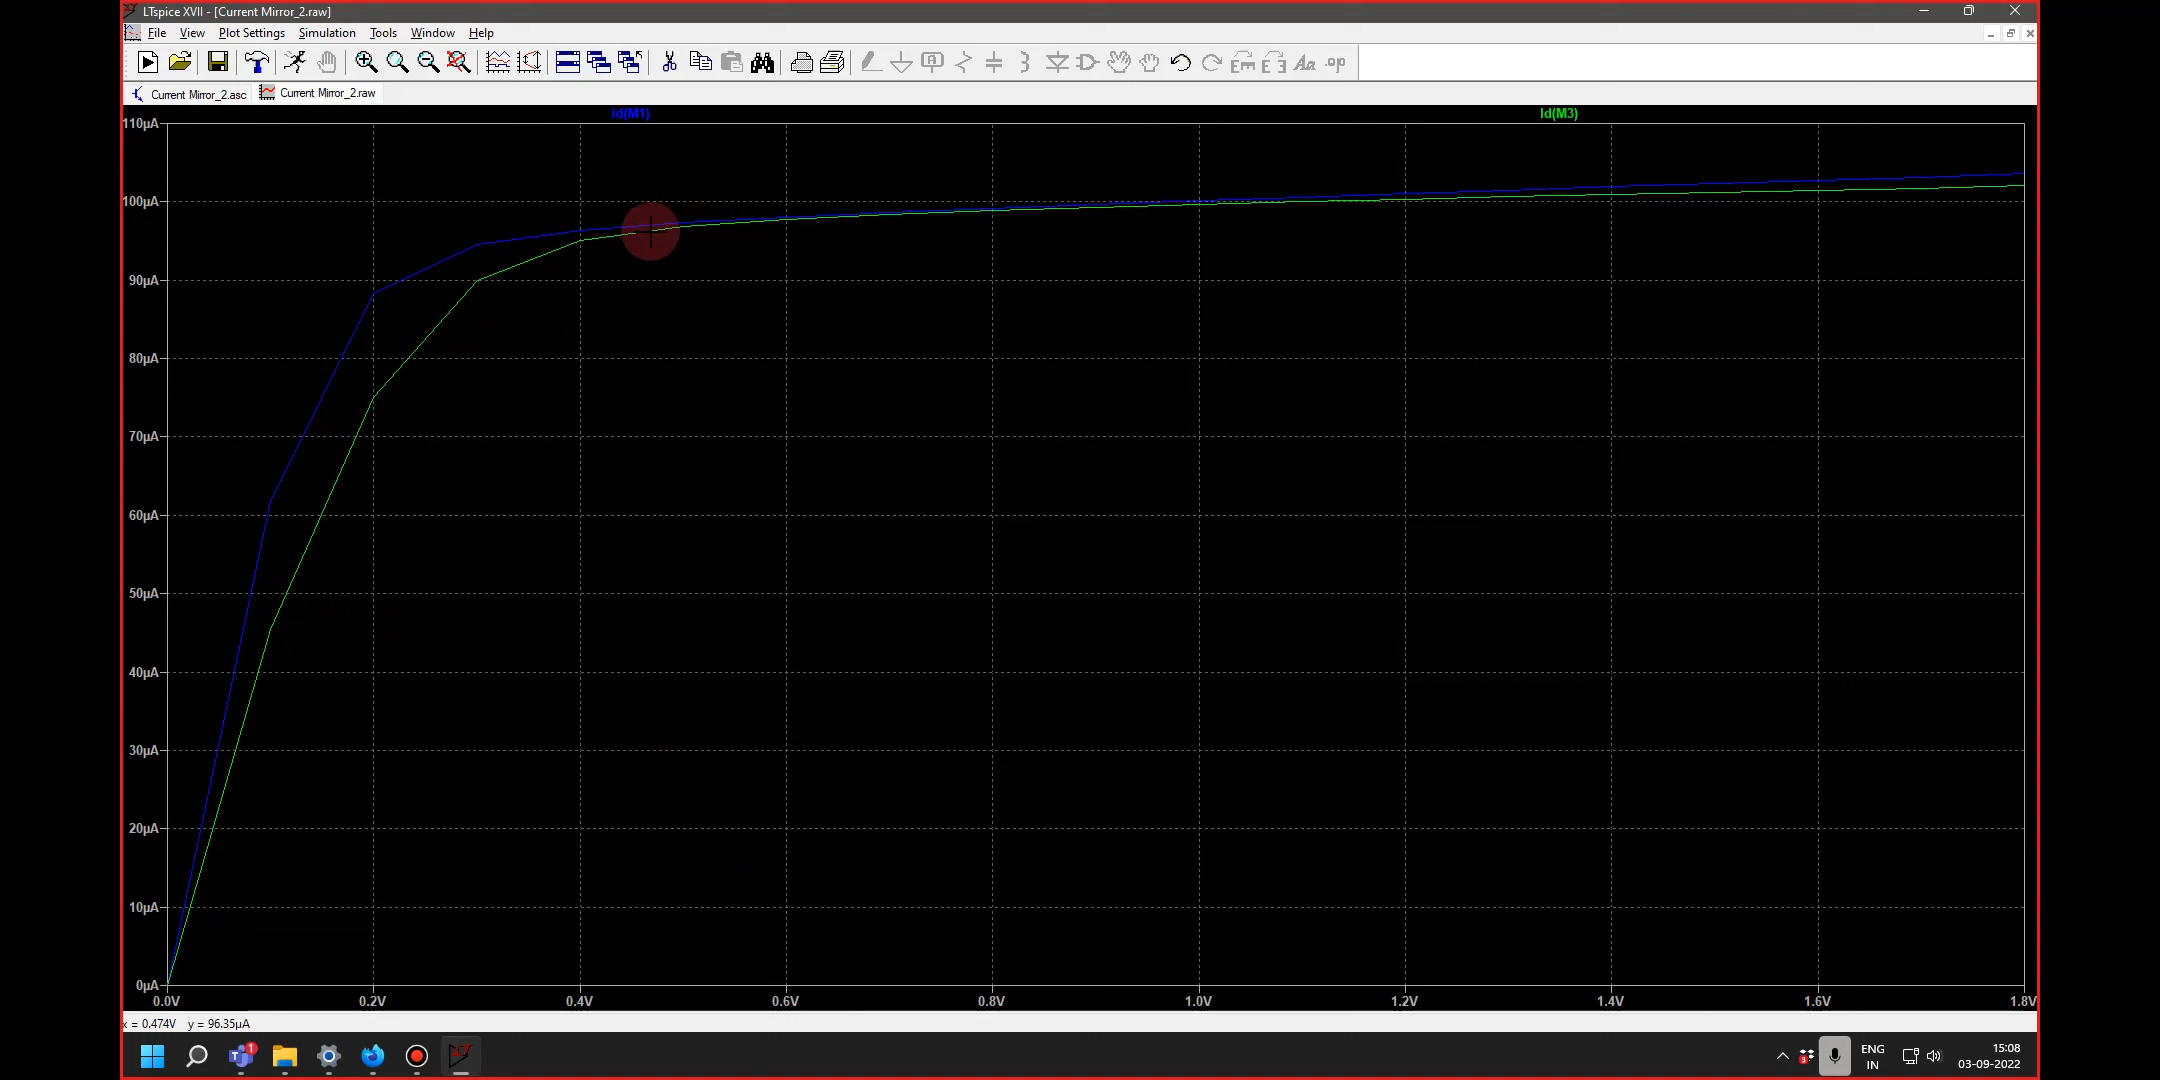 LTspice XVII - [Current Mirror_2.raw]
File View Plot Settings Simulation Tools Window Help
Current Mirror_2.asc Current Mirror_2.raw
Id(M1) Id(M3)
110µA
100µA
90µA
80µA
70µA
60µA
50µA
40µA
30µA
20µA
10µA
0µA
0.0V 0.2V 0.4V 0.6V 0.8V 1.0V 1.2V 1.4V 1.6V 1.8V
x = 0.474V y = 96.35µA
ENG
IN
15:08
03-09-2022